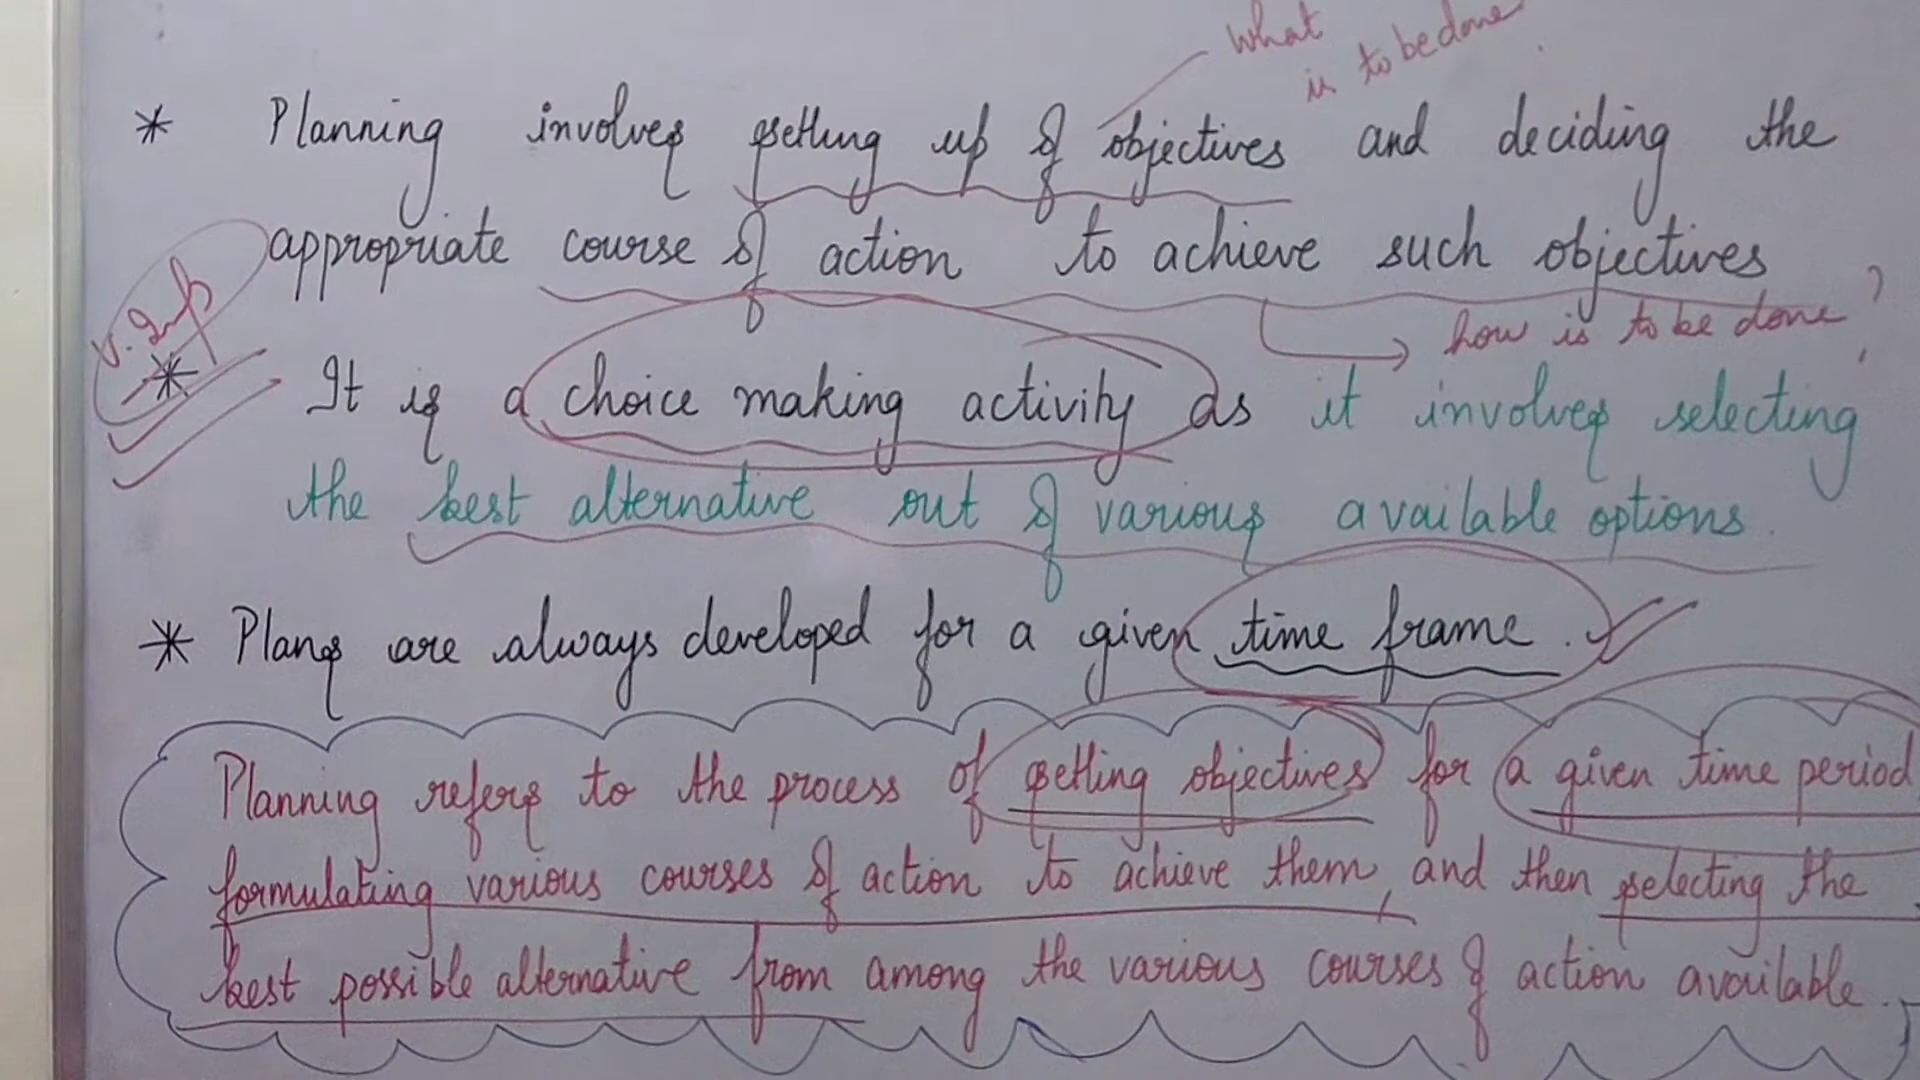 what
is to be done
* Planning involves setting up of objectives and deciding the
appropriate course of action to achieve such objectives
how is to be done?
V. Imp
* It is a choice making activity as it involves selecting
the best alternative out of various available options.
* Plans are always developed for a given time frame.
Planning refers to the process of setting objectives for a given time period
formulating various courses of action to achieve them, and then selecting the
best possible alternative from among the various courses of action available.